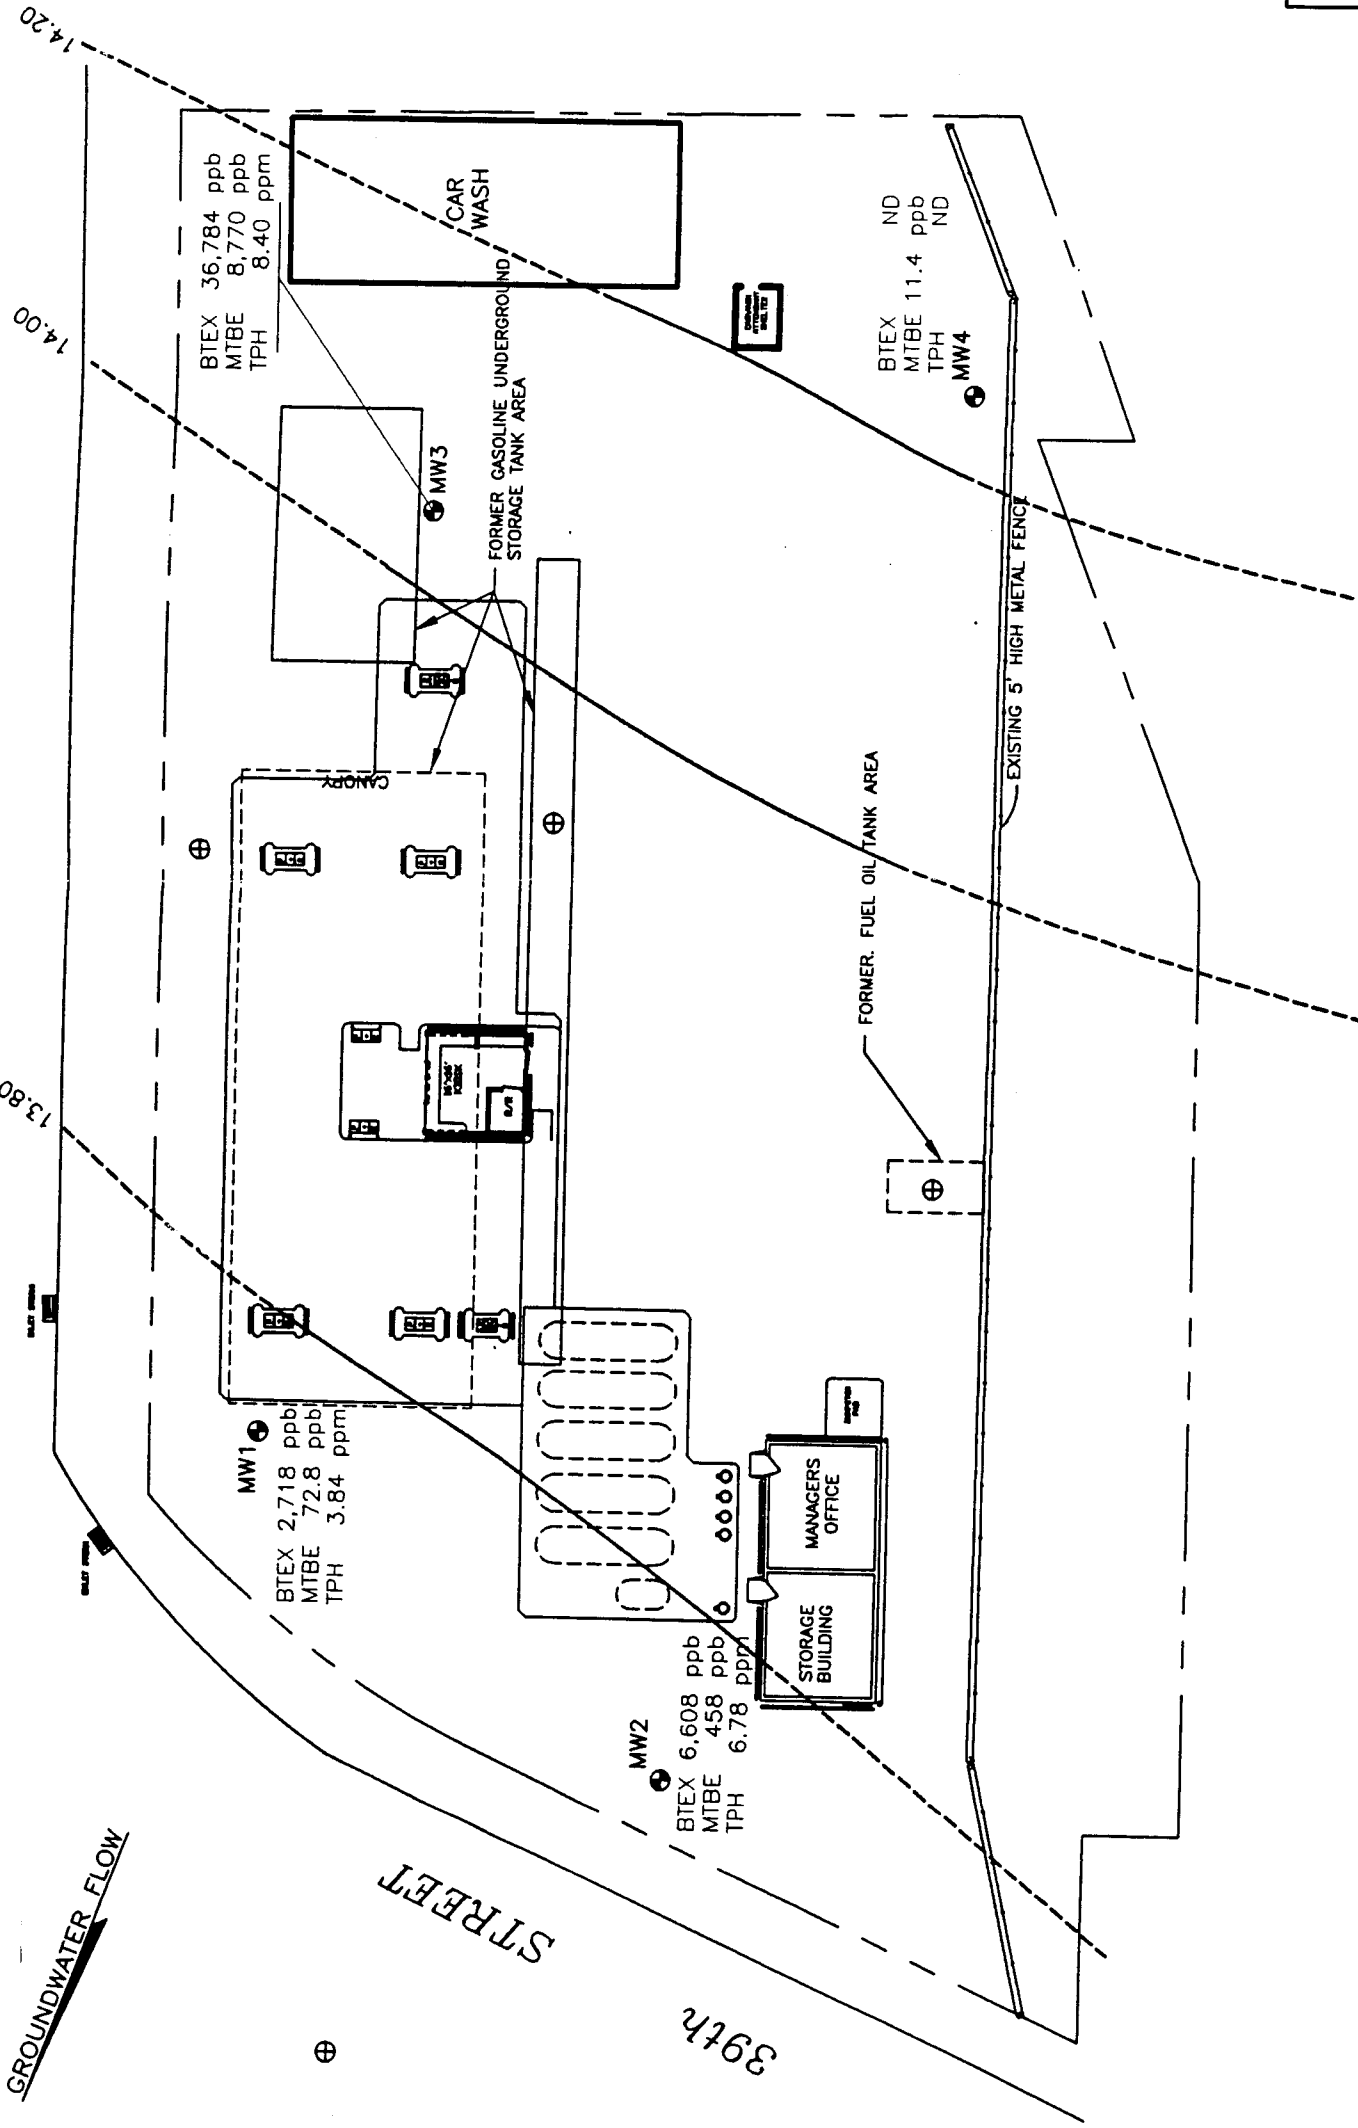 14.20
14.00
13.80
BTEX 36,784 ppb
MTBE 8,770 ppb
TPH 8.40 ppm
CAR
WASH
BTEX ND
MTBE 11.4 ppb
TPH ND
MW4
MW3
FORMER GASOLINE UNDERGROUND
STORAGE TANK AREA
CANOPY
EXISTING 5' HIGH METAL FENCE
FORMER. FUEL OIL TANK AREA
KIOSK
MW1
BTEX 2,718 ppb
MTBE 72.8 ppb
TPH 3.84 ppm
MANAGERS
OFFICE
STORAGE
BUILDING
MW2
BTEX 6,608 ppb
MTBE 458 ppb
TPH 6.78 ppm
GROUNDWATER FLOW
39th STREET